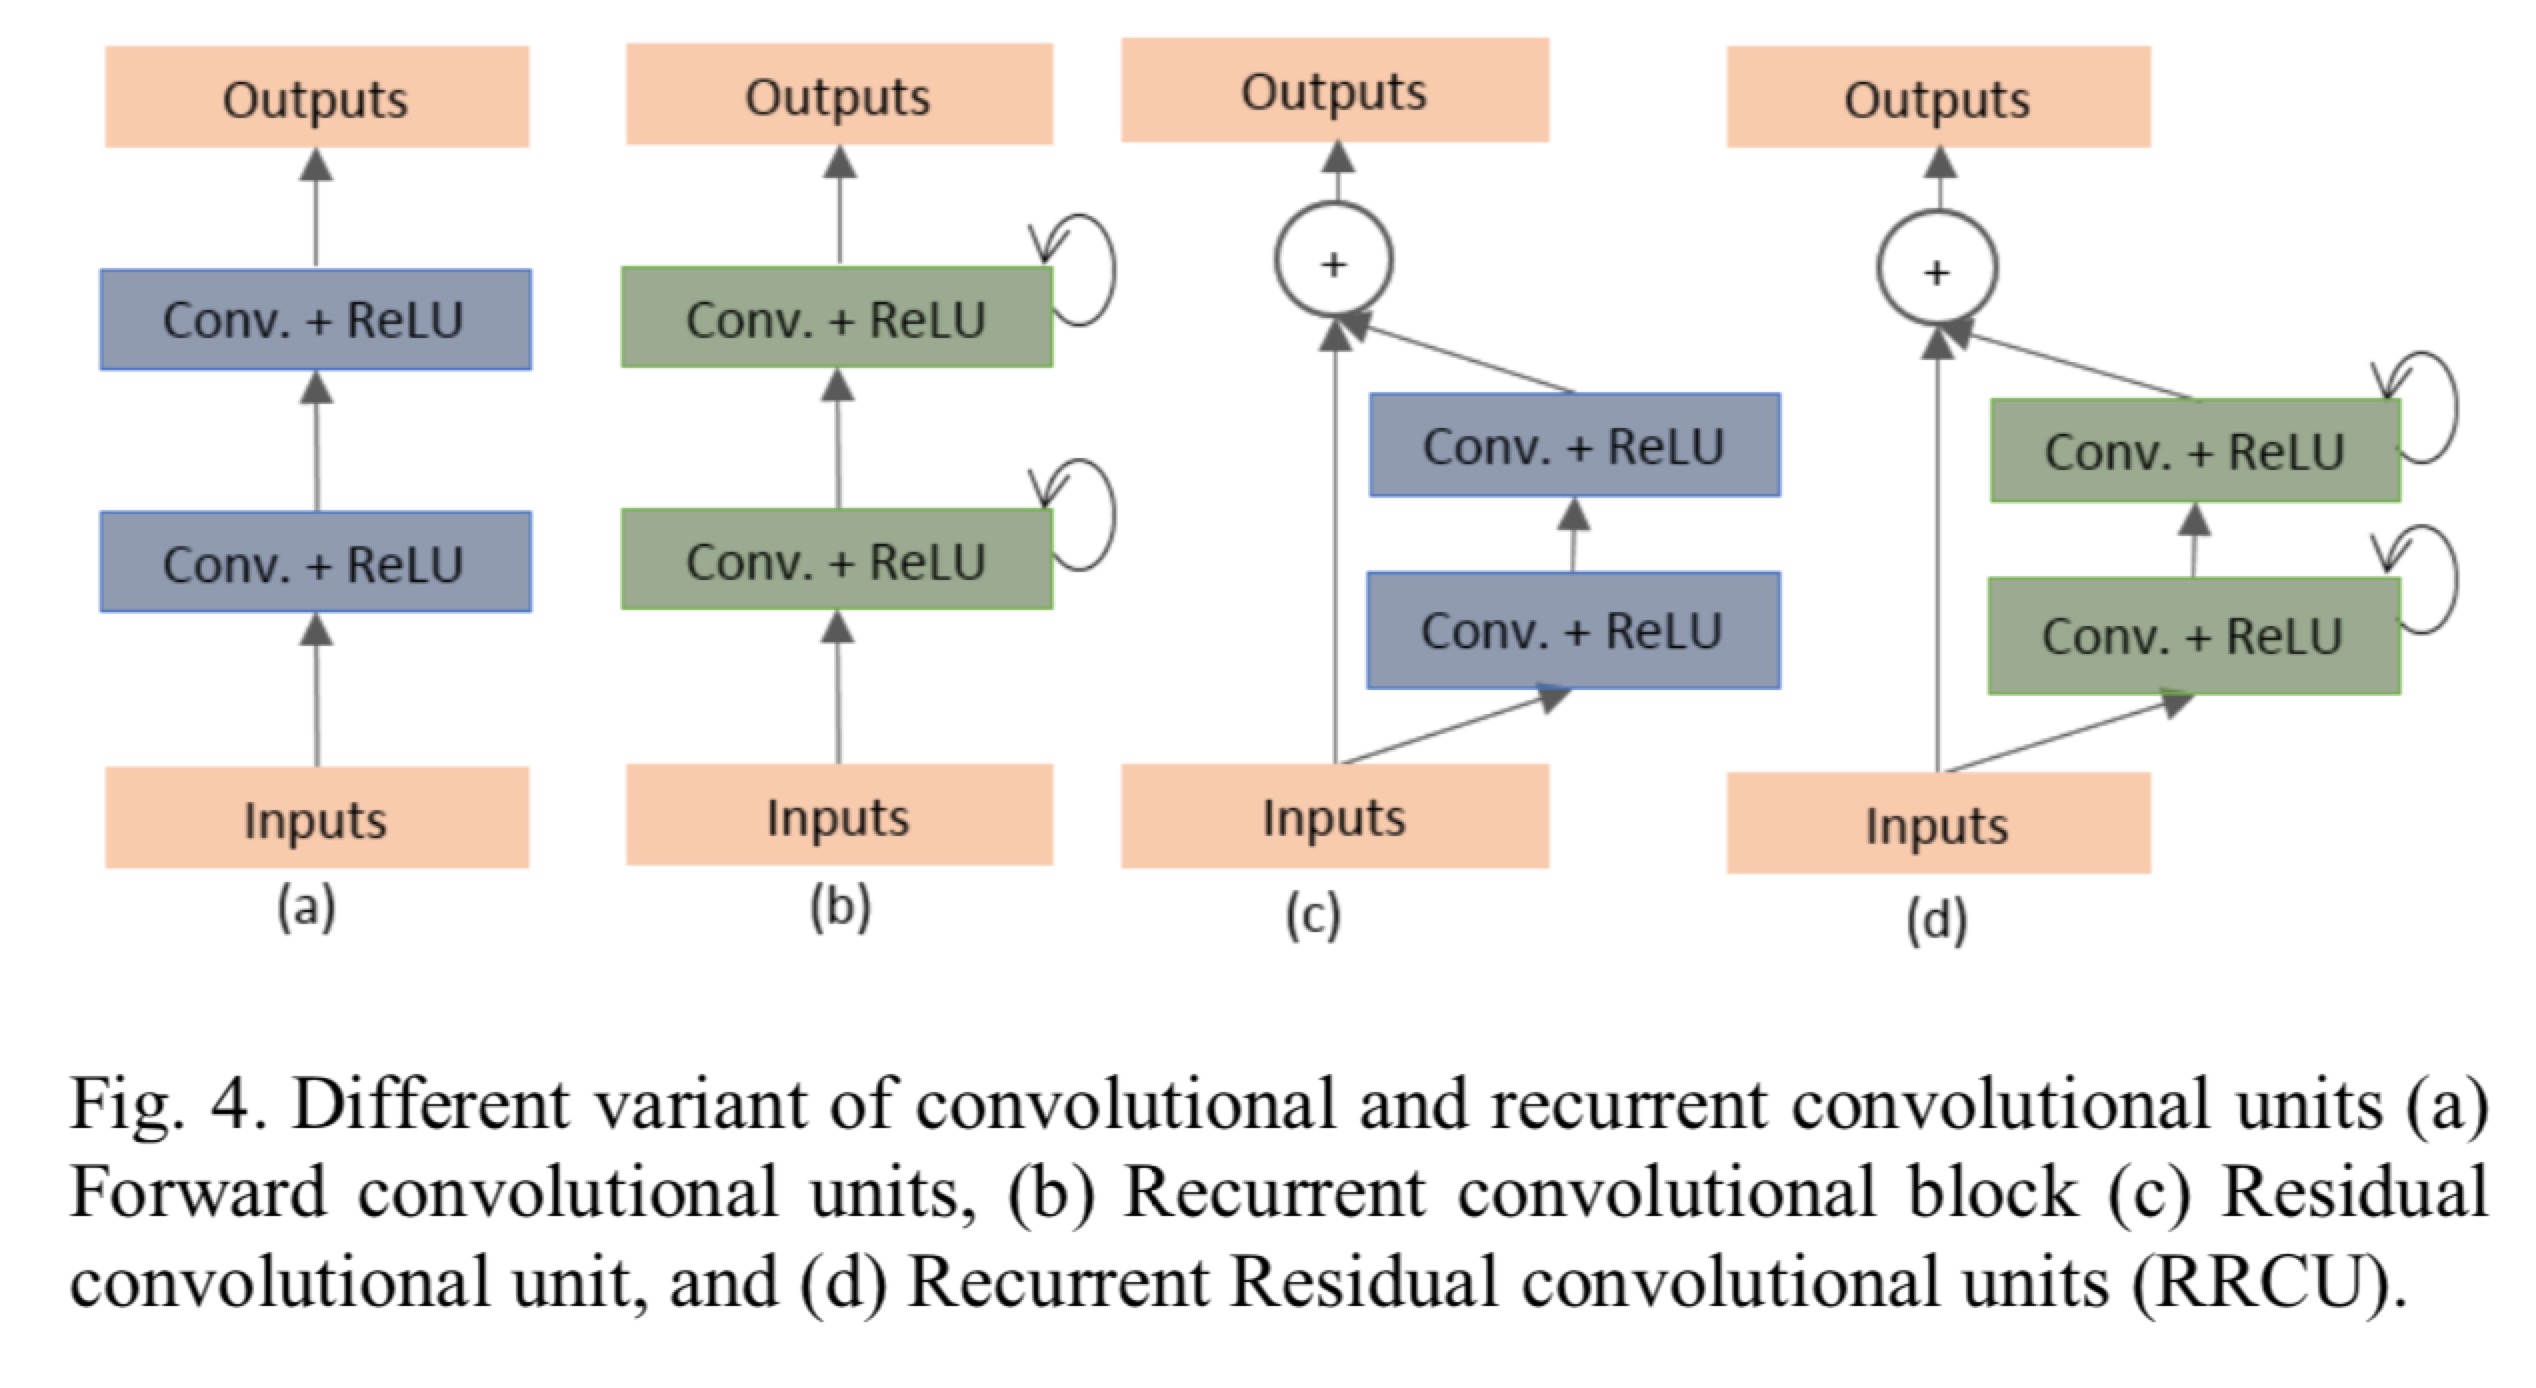 Outputs
Conv. + ReLU
Conv. + ReLU
Inputs
(a)
Outputs
Conv. + ReLU
Conv. + ReLU
Inputs
(b)
Outputs
+
Conv. + ReLU
Conv. + ReLU
Inputs
(c)
Outputs
+
Conv. + ReLU
Conv. + ReLU
Inputs
(d)
Fig. 4. Different variant of convolutional and recurrent convolutional units (a)
Forward convolutional units, (b) Recurrent convolutional block (c) Residual
convolutional unit, and (d) Recurrent Residual convolutional units (RRCU).